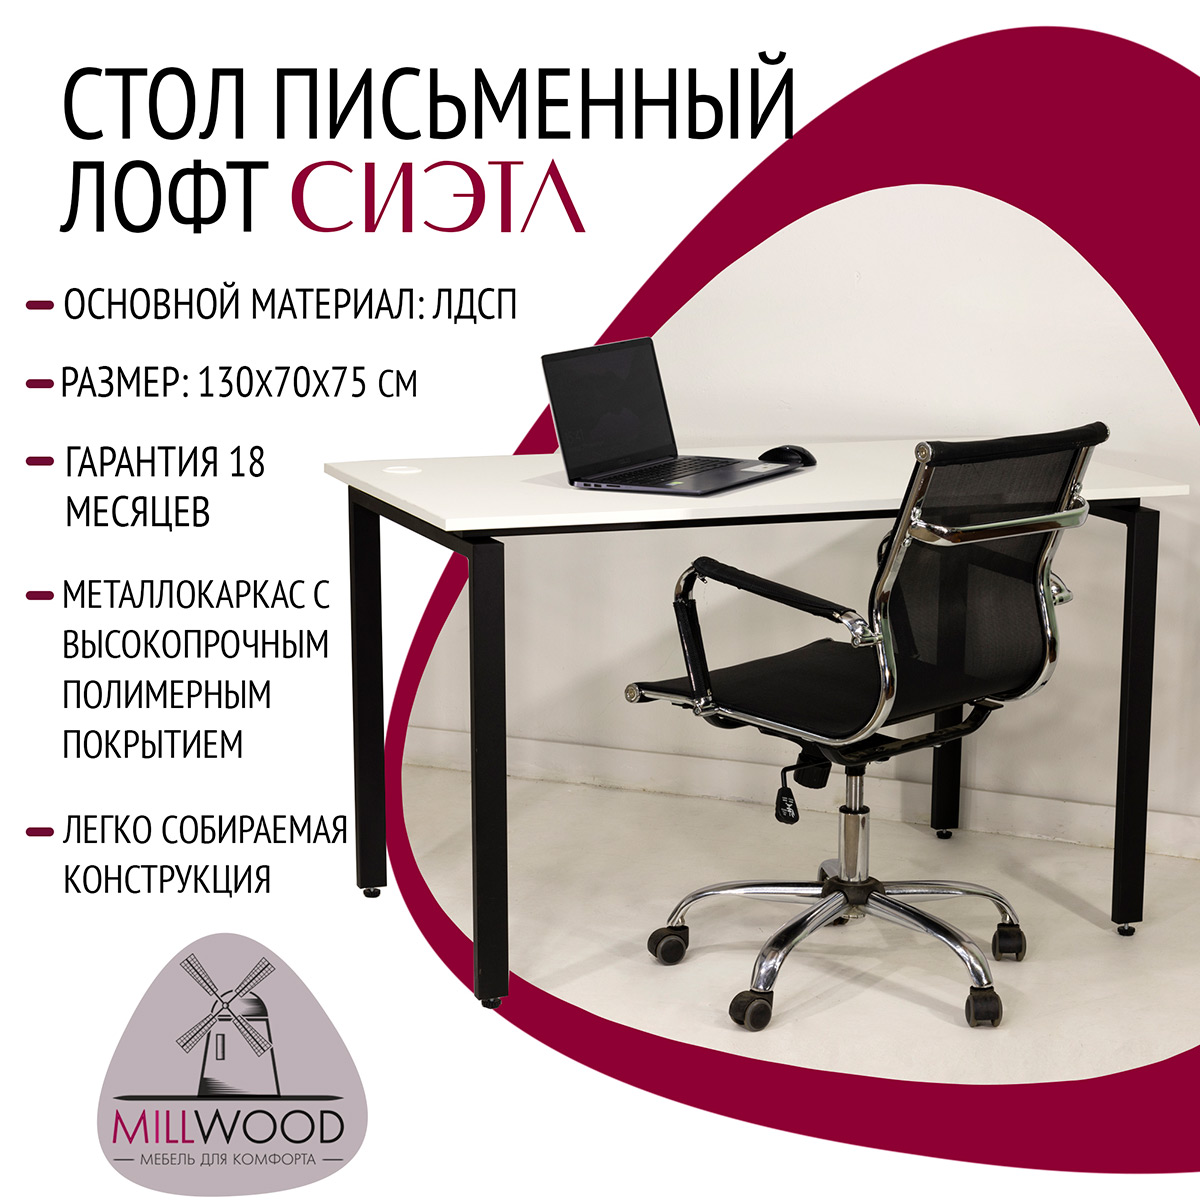 СТОЛ ПИСЬМЕННЫЙ
ЛОФТ СИЭТЛ
ОСНОВНОЙ МАТЕРИАЛ: ЛДСП
РАЗМЕР: 130Х70Х75 СМ
ГАРАНТИЯ 18
МЕСЯЦЕВ
МЕТАЛЛОКАРКАС С
ВЫСОКОПРОЧНЫМ
ПОЛИМЕРНЫМ
ПОКРЫТИЕМ
ЛЕГКО СОБИРАЕМАЯ
КОНСТРУКЦИЯ
MILLWOOD
— МЕБЕЛЬ ДЛЯ КОМФОРТА —